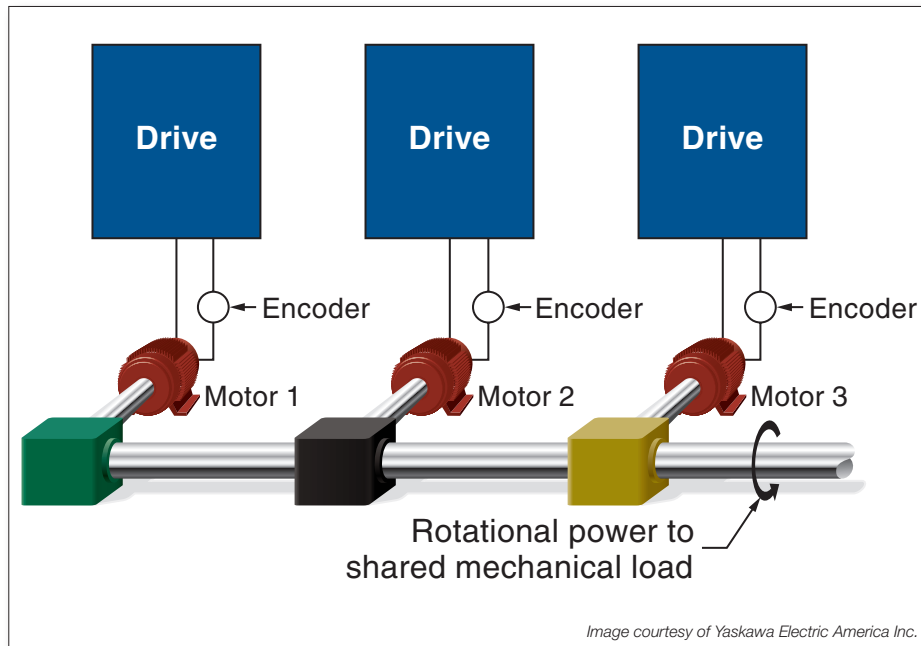 Drive
Drive
Drive
Encoder
Encoder
Encoder
Motor 1
Motor 2
Motor 3
Rotational power to
shared mechanical load
Image courtesy of Yaskawa Electric America Inc.